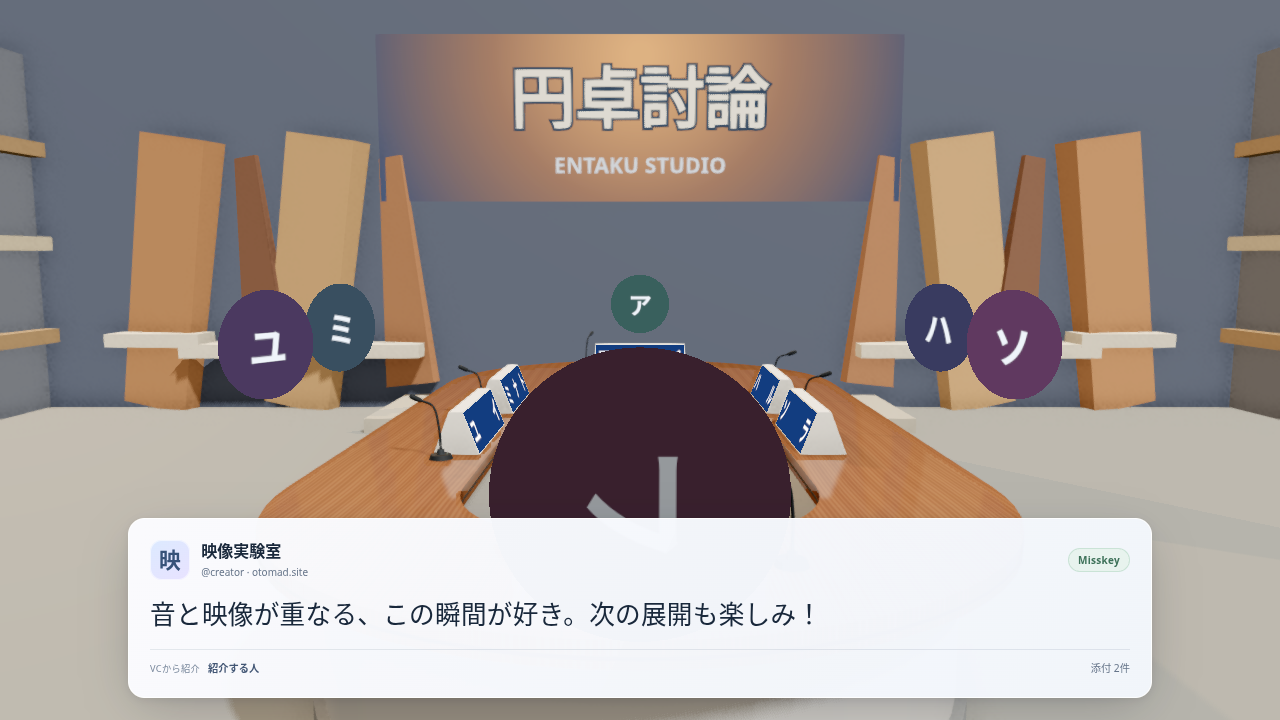 円卓討論
ENTAKU STUDIO
ア
ユ
ミ
ハ
ソ
映
映像実験室
@creator · otomad.site
Misskey
音と映像が重なる、この瞬間が好き。次の展開も楽しみ！
VCから紹介 紹介する人
添付 2件